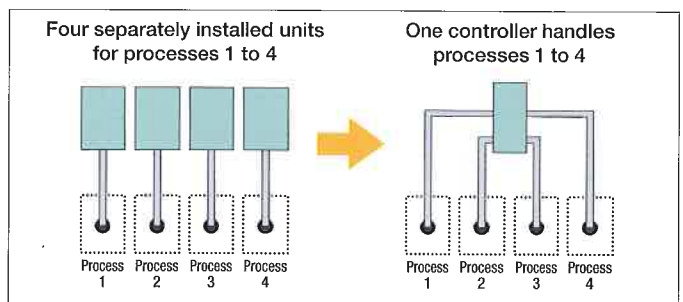 Four separately installed units
for processes 1 to 4
One controller handles
processes 1 to 4
Process
1
Process
2
Process
3
Process
4
Process
1
Process
2
Process
3
Process
4